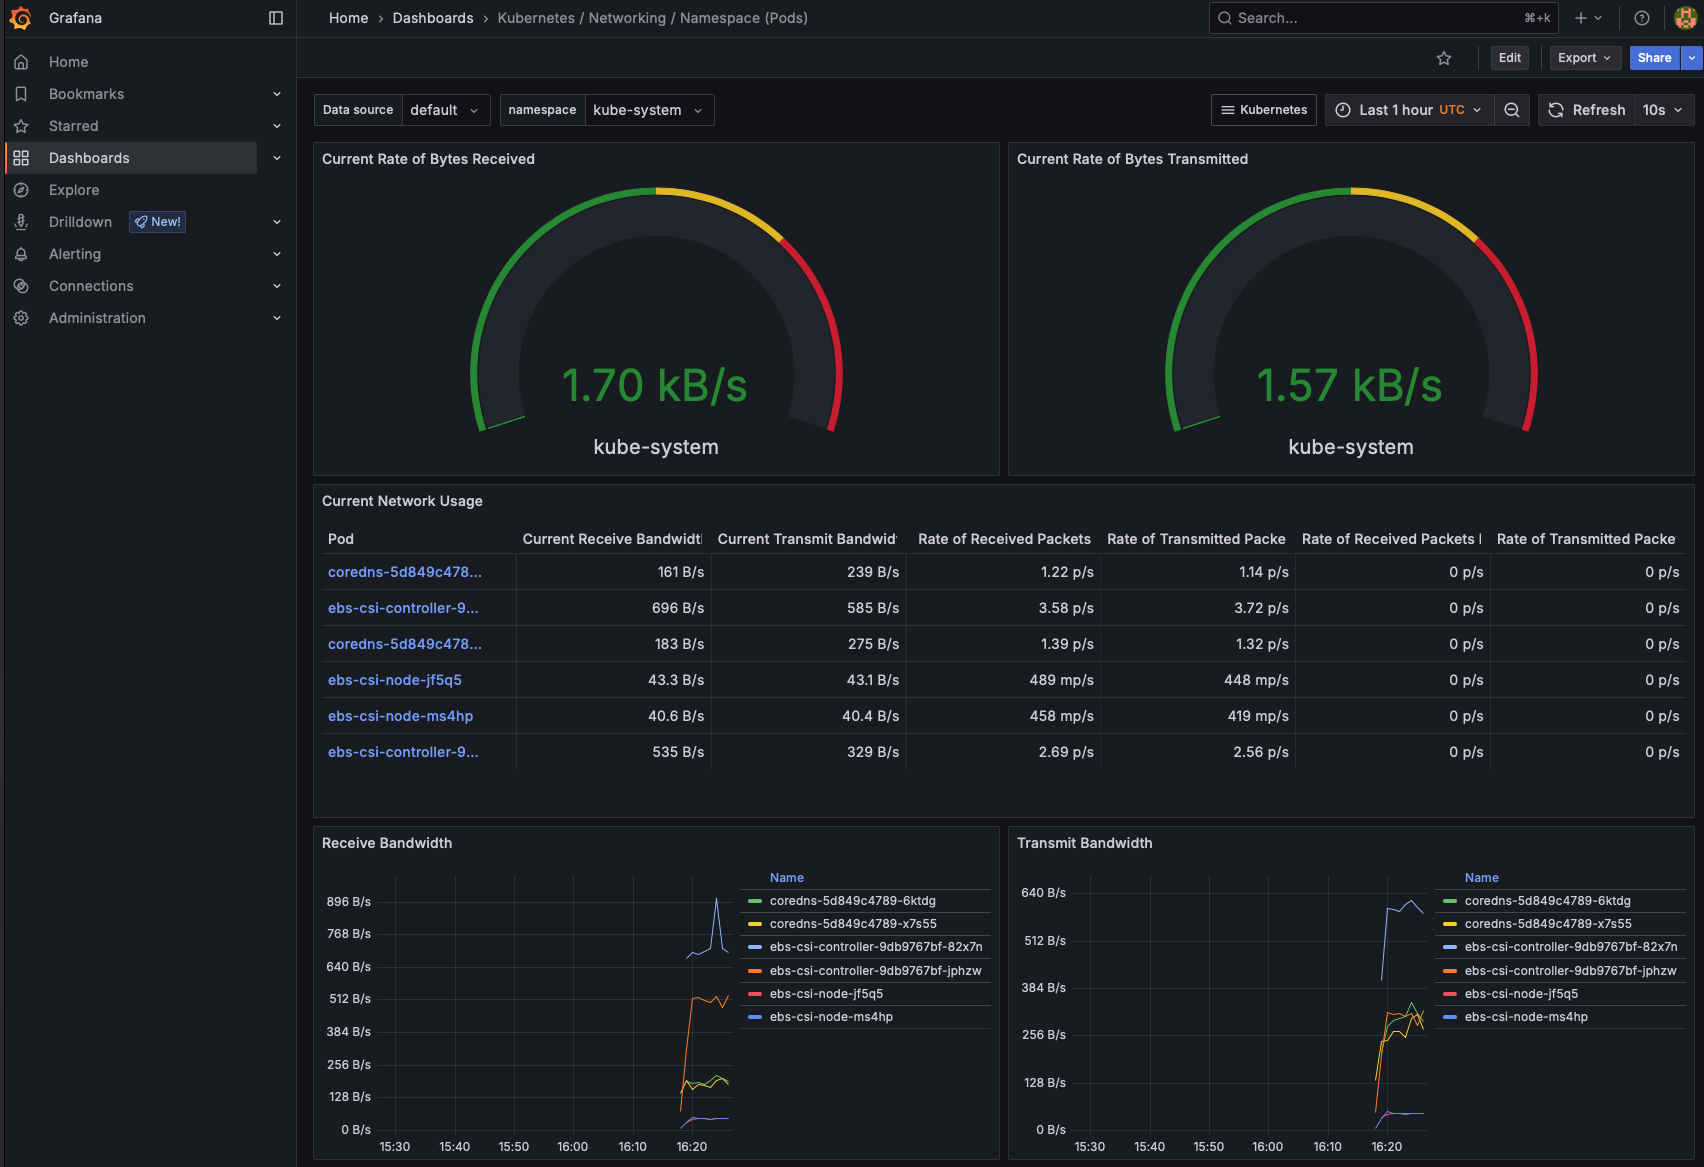 Grafana
Home › Dashboards › Kubernetes / Networking / Namespace (Pods)
Search...
⌘+k
Edit
Export
Share
Home
Bookmarks
Starred
Dashboards
Explore
Drilldown
New!
Alerting
Connections
Administration
Data source
default
namespace
kube-system
Kubernetes
Last 1 hour UTC
Refresh
10s
Current Rate of Bytes Received
1.70 kB/s
kube-system
Current Rate of Bytes Transmitted
1.57 kB/s
kube-system
Current Network Usage
Pod Current Receive Bandwidt Current Transmit Bandwid Rate of Received Packets Rate of Transmitted Packe Rate of Received Packets Rate of Transmitted Packe
coredns-5d849c478... 161 B/s 239 B/s 1.22 p/s 1.14 p/s 0 p/s 0 p/s
ebs-csi-controller-9... 696 B/s 585 B/s 3.58 p/s 3.72 p/s 0 p/s 0 p/s
coredns-5d849c478... 183 B/s 275 B/s 1.39 p/s 1.32 p/s 0 p/s 0 p/s
ebs-csi-node-jf5q5 43.3 B/s 43.1 B/s 489 mp/s 448 mp/s 0 p/s 0 p/s
ebs-csi-node-ms4hp 40.6 B/s 40.4 B/s 458 mp/s 419 mp/s 0 p/s 0 p/s
ebs-csi-controller-9... 535 B/s 329 B/s 2.69 p/s 2.56 p/s 0 p/s 0 p/s
Receive Bandwidth
896 B/s
768 B/s
640 B/s
512 B/s
384 B/s
256 B/s
128 B/s
0 B/s
15:30 15:40 15:50 16:00 16:10 16:20
Name
coredns-5d849c4789-6ktdg
coredns-5d849c4789-x7s55
ebs-csi-controller-9db9767bf-82x7n
ebs-csi-controller-9db9767bf-jphzw
ebs-csi-node-jf5q5
ebs-csi-node-ms4hp
Transmit Bandwidth
640 B/s
512 B/s
384 B/s
256 B/s
128 B/s
0 B/s
15:30 15:40 15:50 16:00 16:10 16:20
Name
coredns-5d849c4789-6ktdg
coredns-5d849c4789-x7s55
ebs-csi-controller-9db9767bf-82x7n
ebs-csi-controller-9db9767bf-jphzw
ebs-csi-node-jf5q5
ebs-csi-node-ms4hp